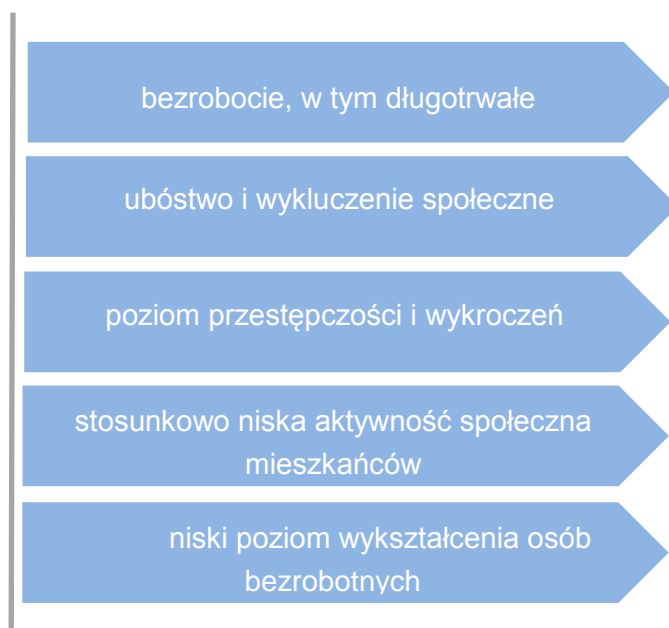 bezrobocie, w tym długotrwałe
ubóstwo i wykluczenie społeczne
poziom przestępczości i wykroczeń
stosunkowo niska aktywność społeczna
mieszkańców
niski poziom wykształcenia osób
bezrobotnych